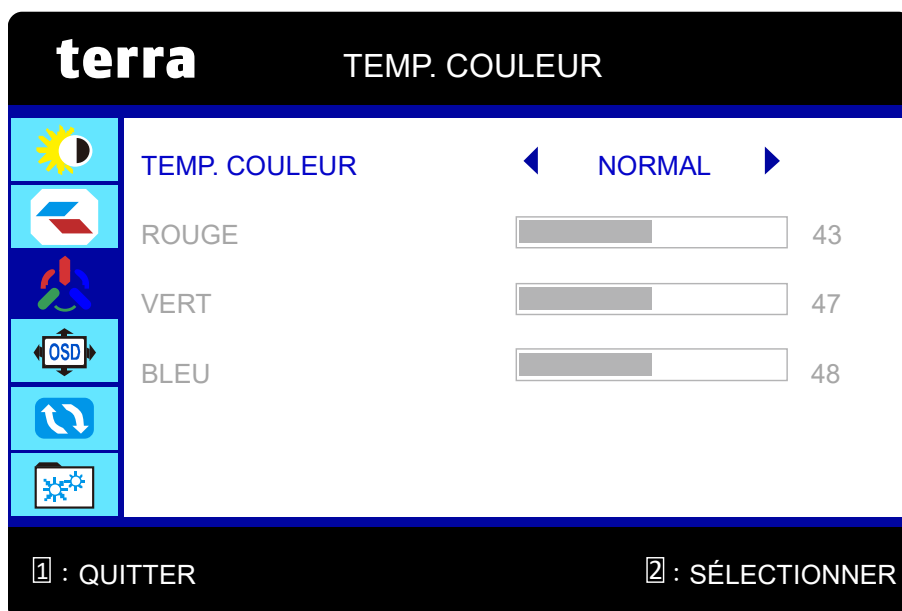 terra TEMP. COULEUR
TEMP. COULEUR NORMAL
ROUGE 43
VERT 47
OSD
BLEU 48
1 : QUITTER 2 : SÉLECTIONNER